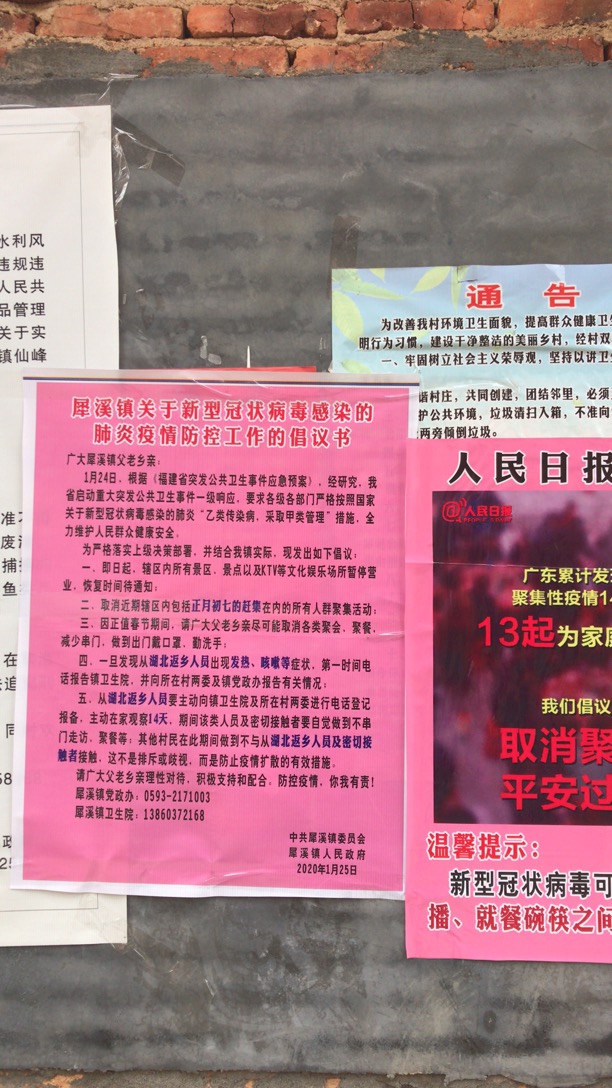 水利风
违规违
人民共
品管理
关于实
镇仙峰
废
捕
鱼
在
同
58
政
通 告
为改善我村环境卫生面貌，提高群众健康卫
明行为习惯，建设干净整洁的美丽乡村，经村双
一、牢固树立社会主义荣辱观，坚持以讲卫
谐村庄，共同创建，团结邻里，必须
护公共环境，垃圾请扫入箱，不准向
两旁倾倒垃圾。
犀溪镇关于新型冠状病毒感染的
肺炎疫情防控工作的倡议书
广大犀溪镇父老乡亲：
1月24日，根据《福建省突发公共卫生事件应急预案》，经研究，我
省启动重大突发公共卫生事件一级响应，要求各级各部门严格按照国家
关于新型冠状病毒感染的肺炎“乙类传染病，采取甲类管理”措施，全
力维护人民群众健康安全。
为严格落实上级决策部署，并结合我镇实际，现发出如下倡议：
一、即日起，辖区内所有景区、景点以及KTV等文化娱乐场所暂停营
业，恢复时间待通知；
二、取消近期辖区内包括正月初七的赶集在内的所有人群聚集活动；
三、因正值春节期间，请广大父老乡亲尽可能取消各类聚会、聚餐，
减少串门，做到出门戴口罩，勤洗手；
四、一旦发现从湖北返乡人员出现发热、咳嗽等症状，第一时间电
话报告镇卫生院，并向所在村两委及镇党政办报告有关情况；
五、从湖北返乡人员要主动向镇卫生院及所在村两委进行电话登记
报备，主动在家观察14天，期间该类人员及密切接触者要自觉做到不串
门走访、聚餐等；其他村民在此期间做到不与从湖北返乡人员及密切接
触者接触，这不是排斥或歧视，而是防止疫情扩散的有效措施。
请广大父老乡亲理性对待，积极支持和配合。防控疫情，你我有责！
犀溪镇党政办：0593-2171003
犀溪镇卫生院：13860372168
中共犀溪镇委员会
犀溪镇人民政府
2020年1月25日
人民日报
人民日报
广东累计发
聚集性疫情14
13起为家庭
我们倡议
取消聚
平安过
温馨提示：
新型冠状病毒可
播、就餐碗筷之间